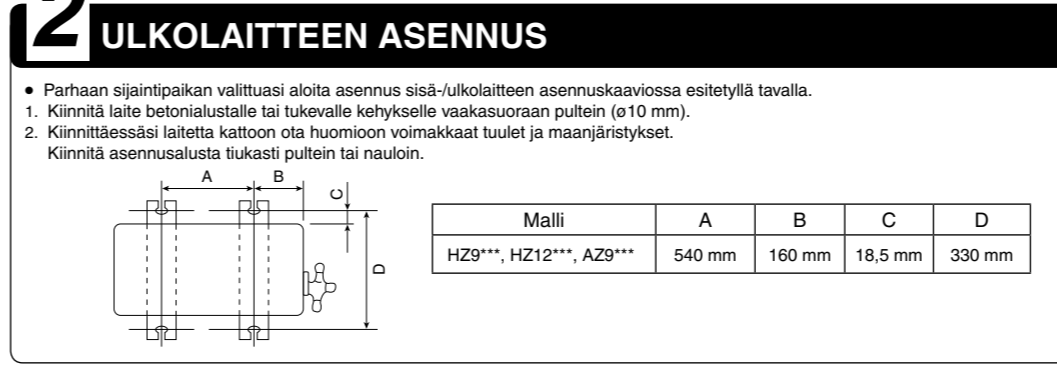 2 ULKOLAITTEEN ASENNUS
● Parhaan sijaintipaikan valittuasi aloita asennus sisä-/ulkolaitteen asennuskaaviossa esitetyllä tavalla.
1. Kiinnitä laite betonialustalle tai tukevalle kehykselle vaakasuoraan pultein (ø10 mm).
2. Kiinnittäessäsi laitetta kattoon ota huomioon voimakkaat tuulet ja maanjäristykset.
Kiinnitä asennusalusta tiukasti pultein tai nauloin.
A B
C
D
Malli A B C D
HZ9***, HZ12***, AZ9*** 540 mm 160 mm 18,5 mm 330 mm